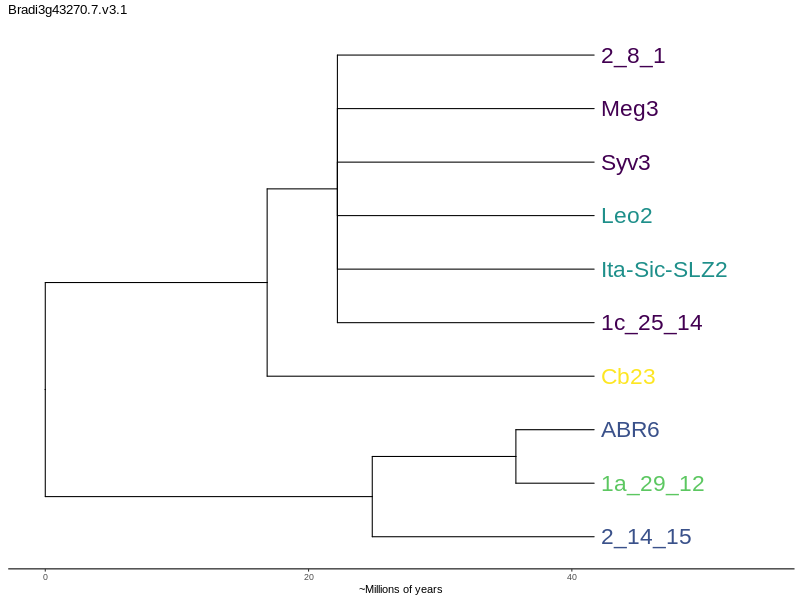 Bradi3g43270.7.v3.1
2_8_1
Meg3
Syv3
Leo2
Ita-Sic-SLZ2
1c_25_14
Cb23
ABR6
1a_29_12
2_14_15
0 20 40
~Millions of years